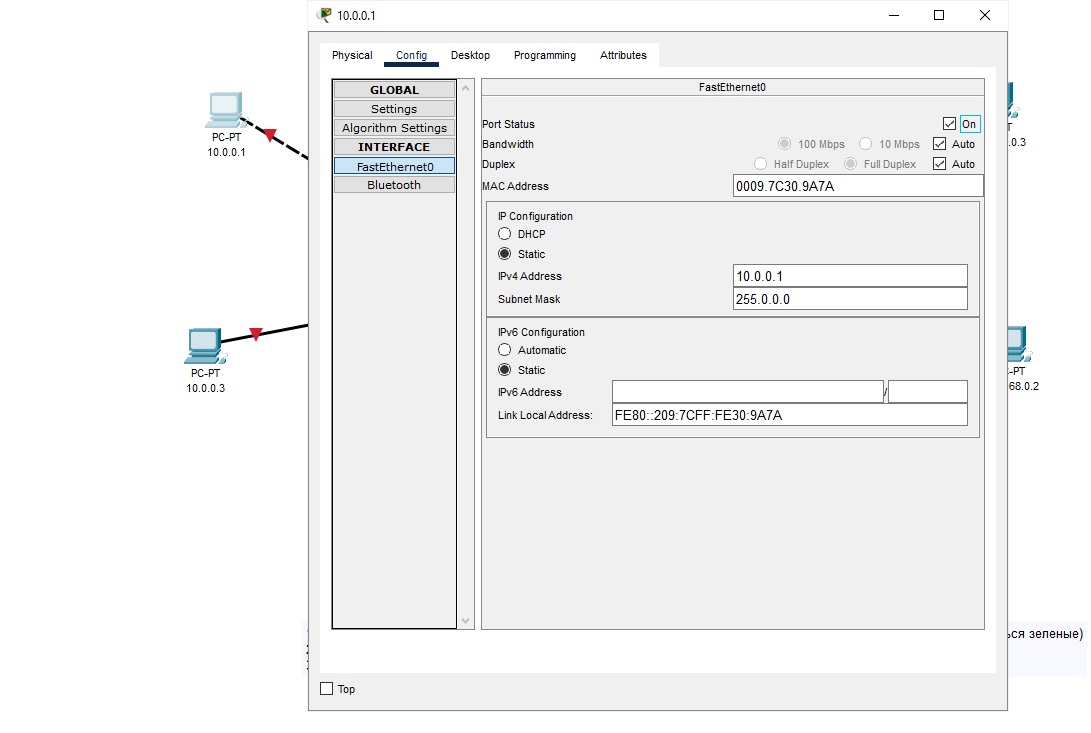 10.0.0.1
Physical Config Desktop Programming Attributes
GLOBAL
Settings
Algorithm Settings
INTERFACE
FastEthernet0
Bluetooth
FastEthernet0
Port Status On
Bandwidth 100 Mbps 10 Mbps Auto
Duplex Half Duplex Full Duplex Auto
MAC Address 0009.7C30.9A7A
IP Configuration
DHCP
Static
IPv4 Address 10.0.0.1
Subnet Mask 255.0.0.0
IPv6 Configuration
Automatic
Static
IPv6 Address /
Link Local Address: FE80::209:7CFF:FE30:9A7A
Top
PC-PT
10.0.0.1
PC-PT
10.0.0.3
T
.0.3
-PT
68.0.2
ься зеленые)